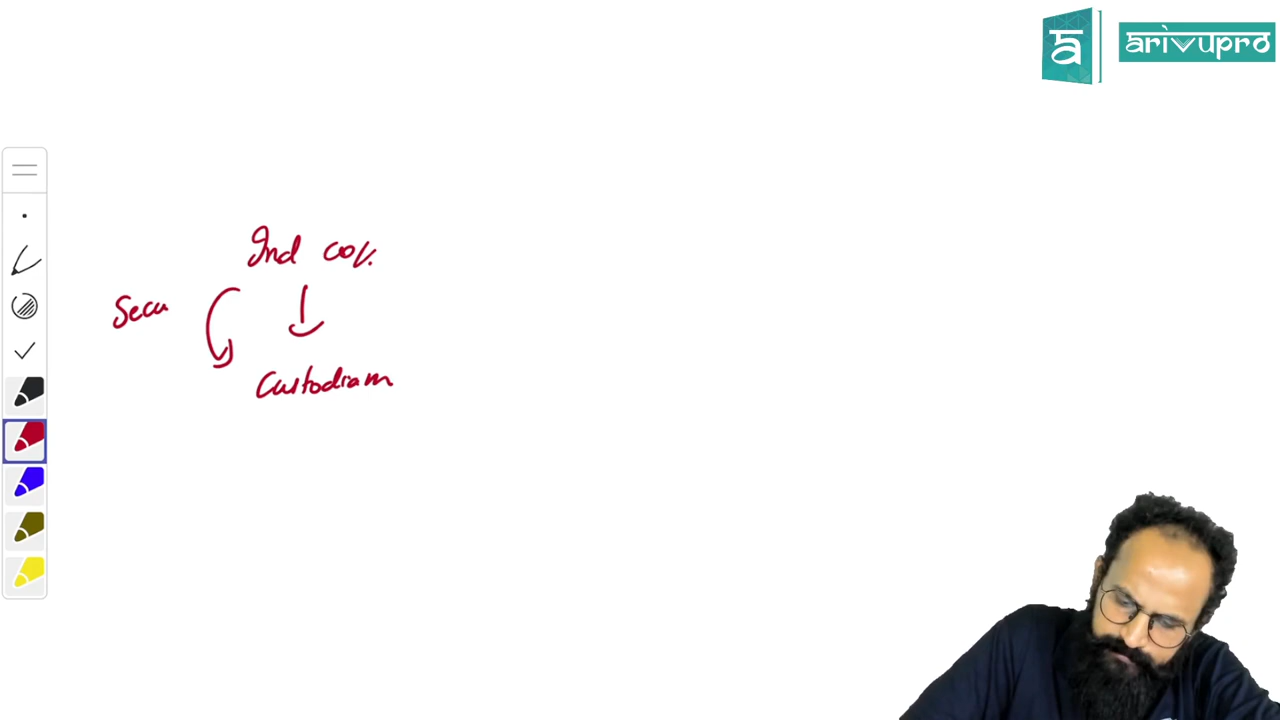 arivupro
Ind co/.
Secu
Custodian